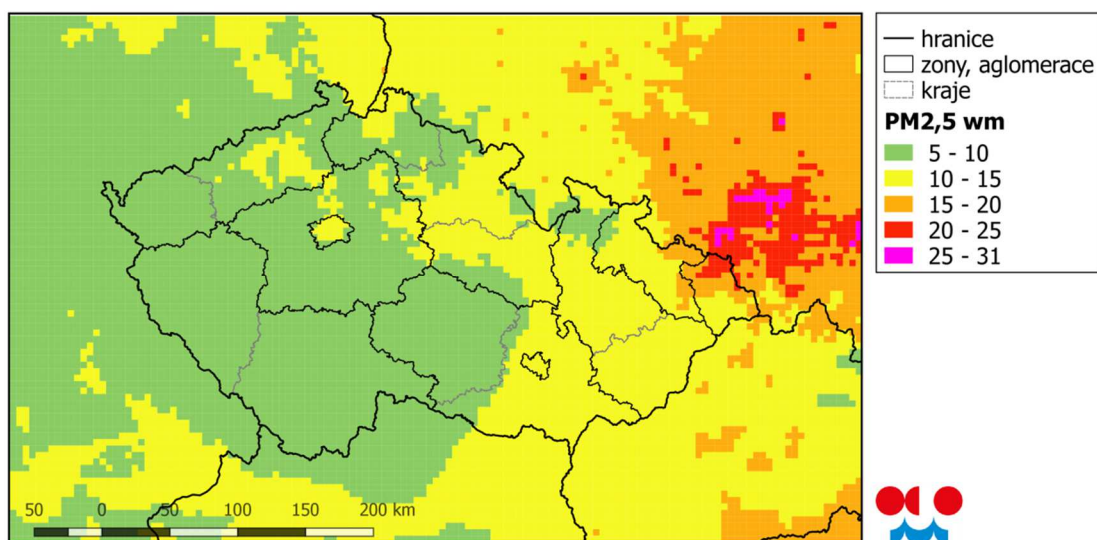 hranice
zony, aglomerace
kraje
PM2,5 wm
5 - 10
10 - 15
15 - 20
20 - 25
25 - 31
50 0 50 100 150 200 km